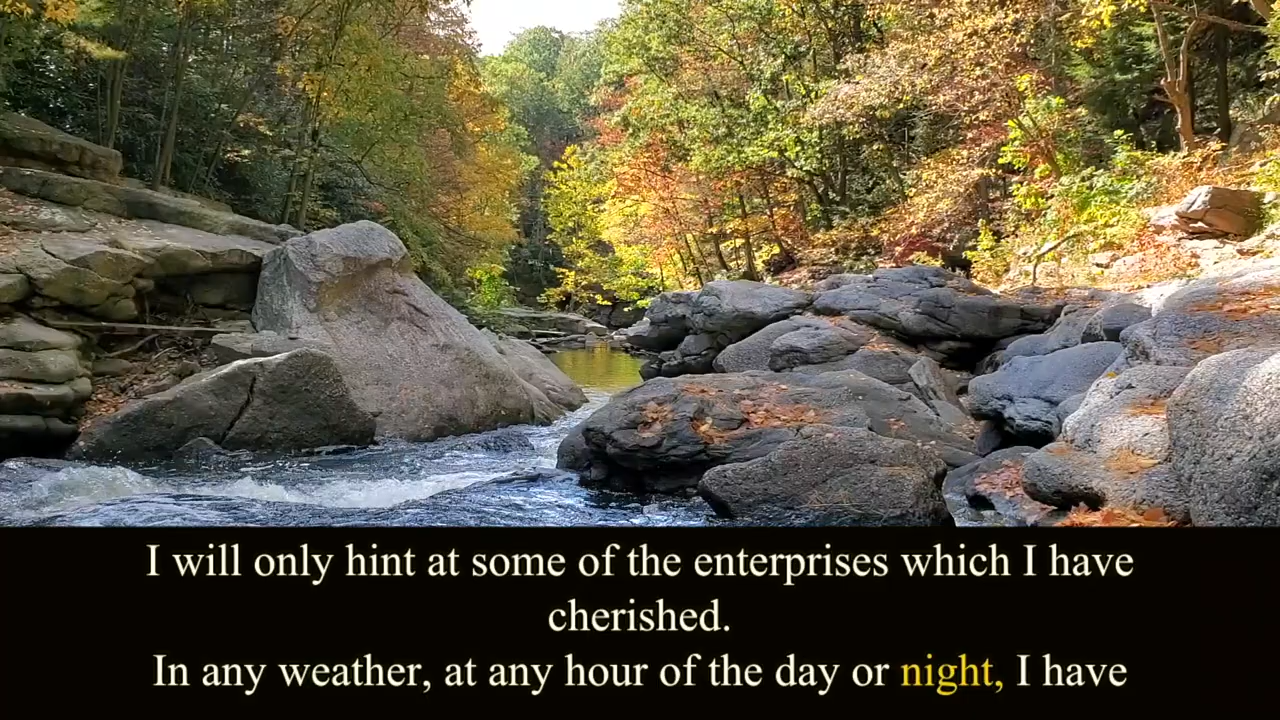 I will only hint at some of the enterprises which I have
cherished.
In any weather, at any hour of the day or night, I have